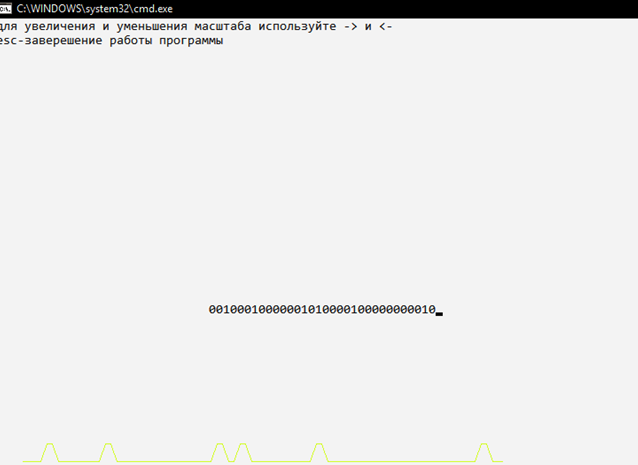 C:\WINDOWS\system32\cmd.exe
для увеличения и уменьшения масштаба используйте -> и <-
esc-заверешение работы программы
00100010000001010000100000000010